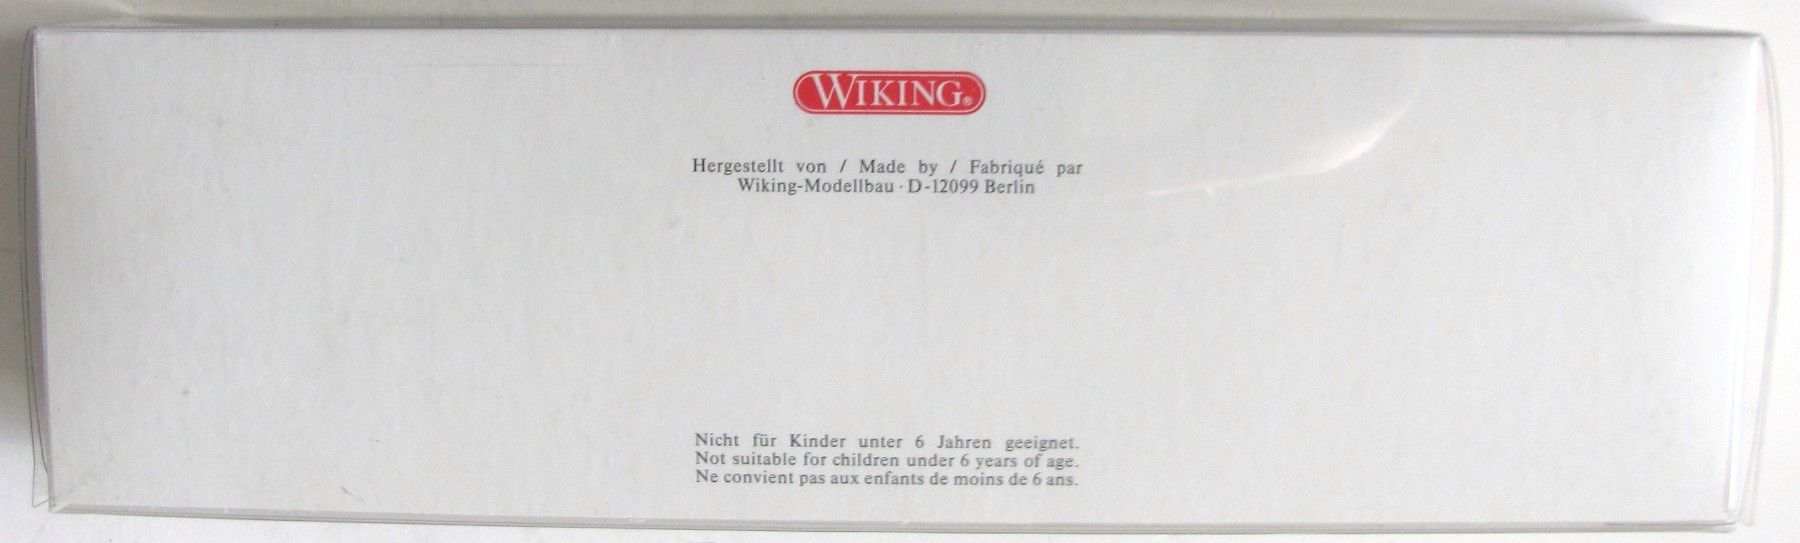 WIKING®
Hergestellt von / Made by / Fabriqué par
Wiking-Modellbau · D-12099 Berlin
Nicht für Kinder unter 6 Jahren geeignet.
Not suitable for children under 6 years of age.
Ne convient pas aux enfants de moins de 6 ans.